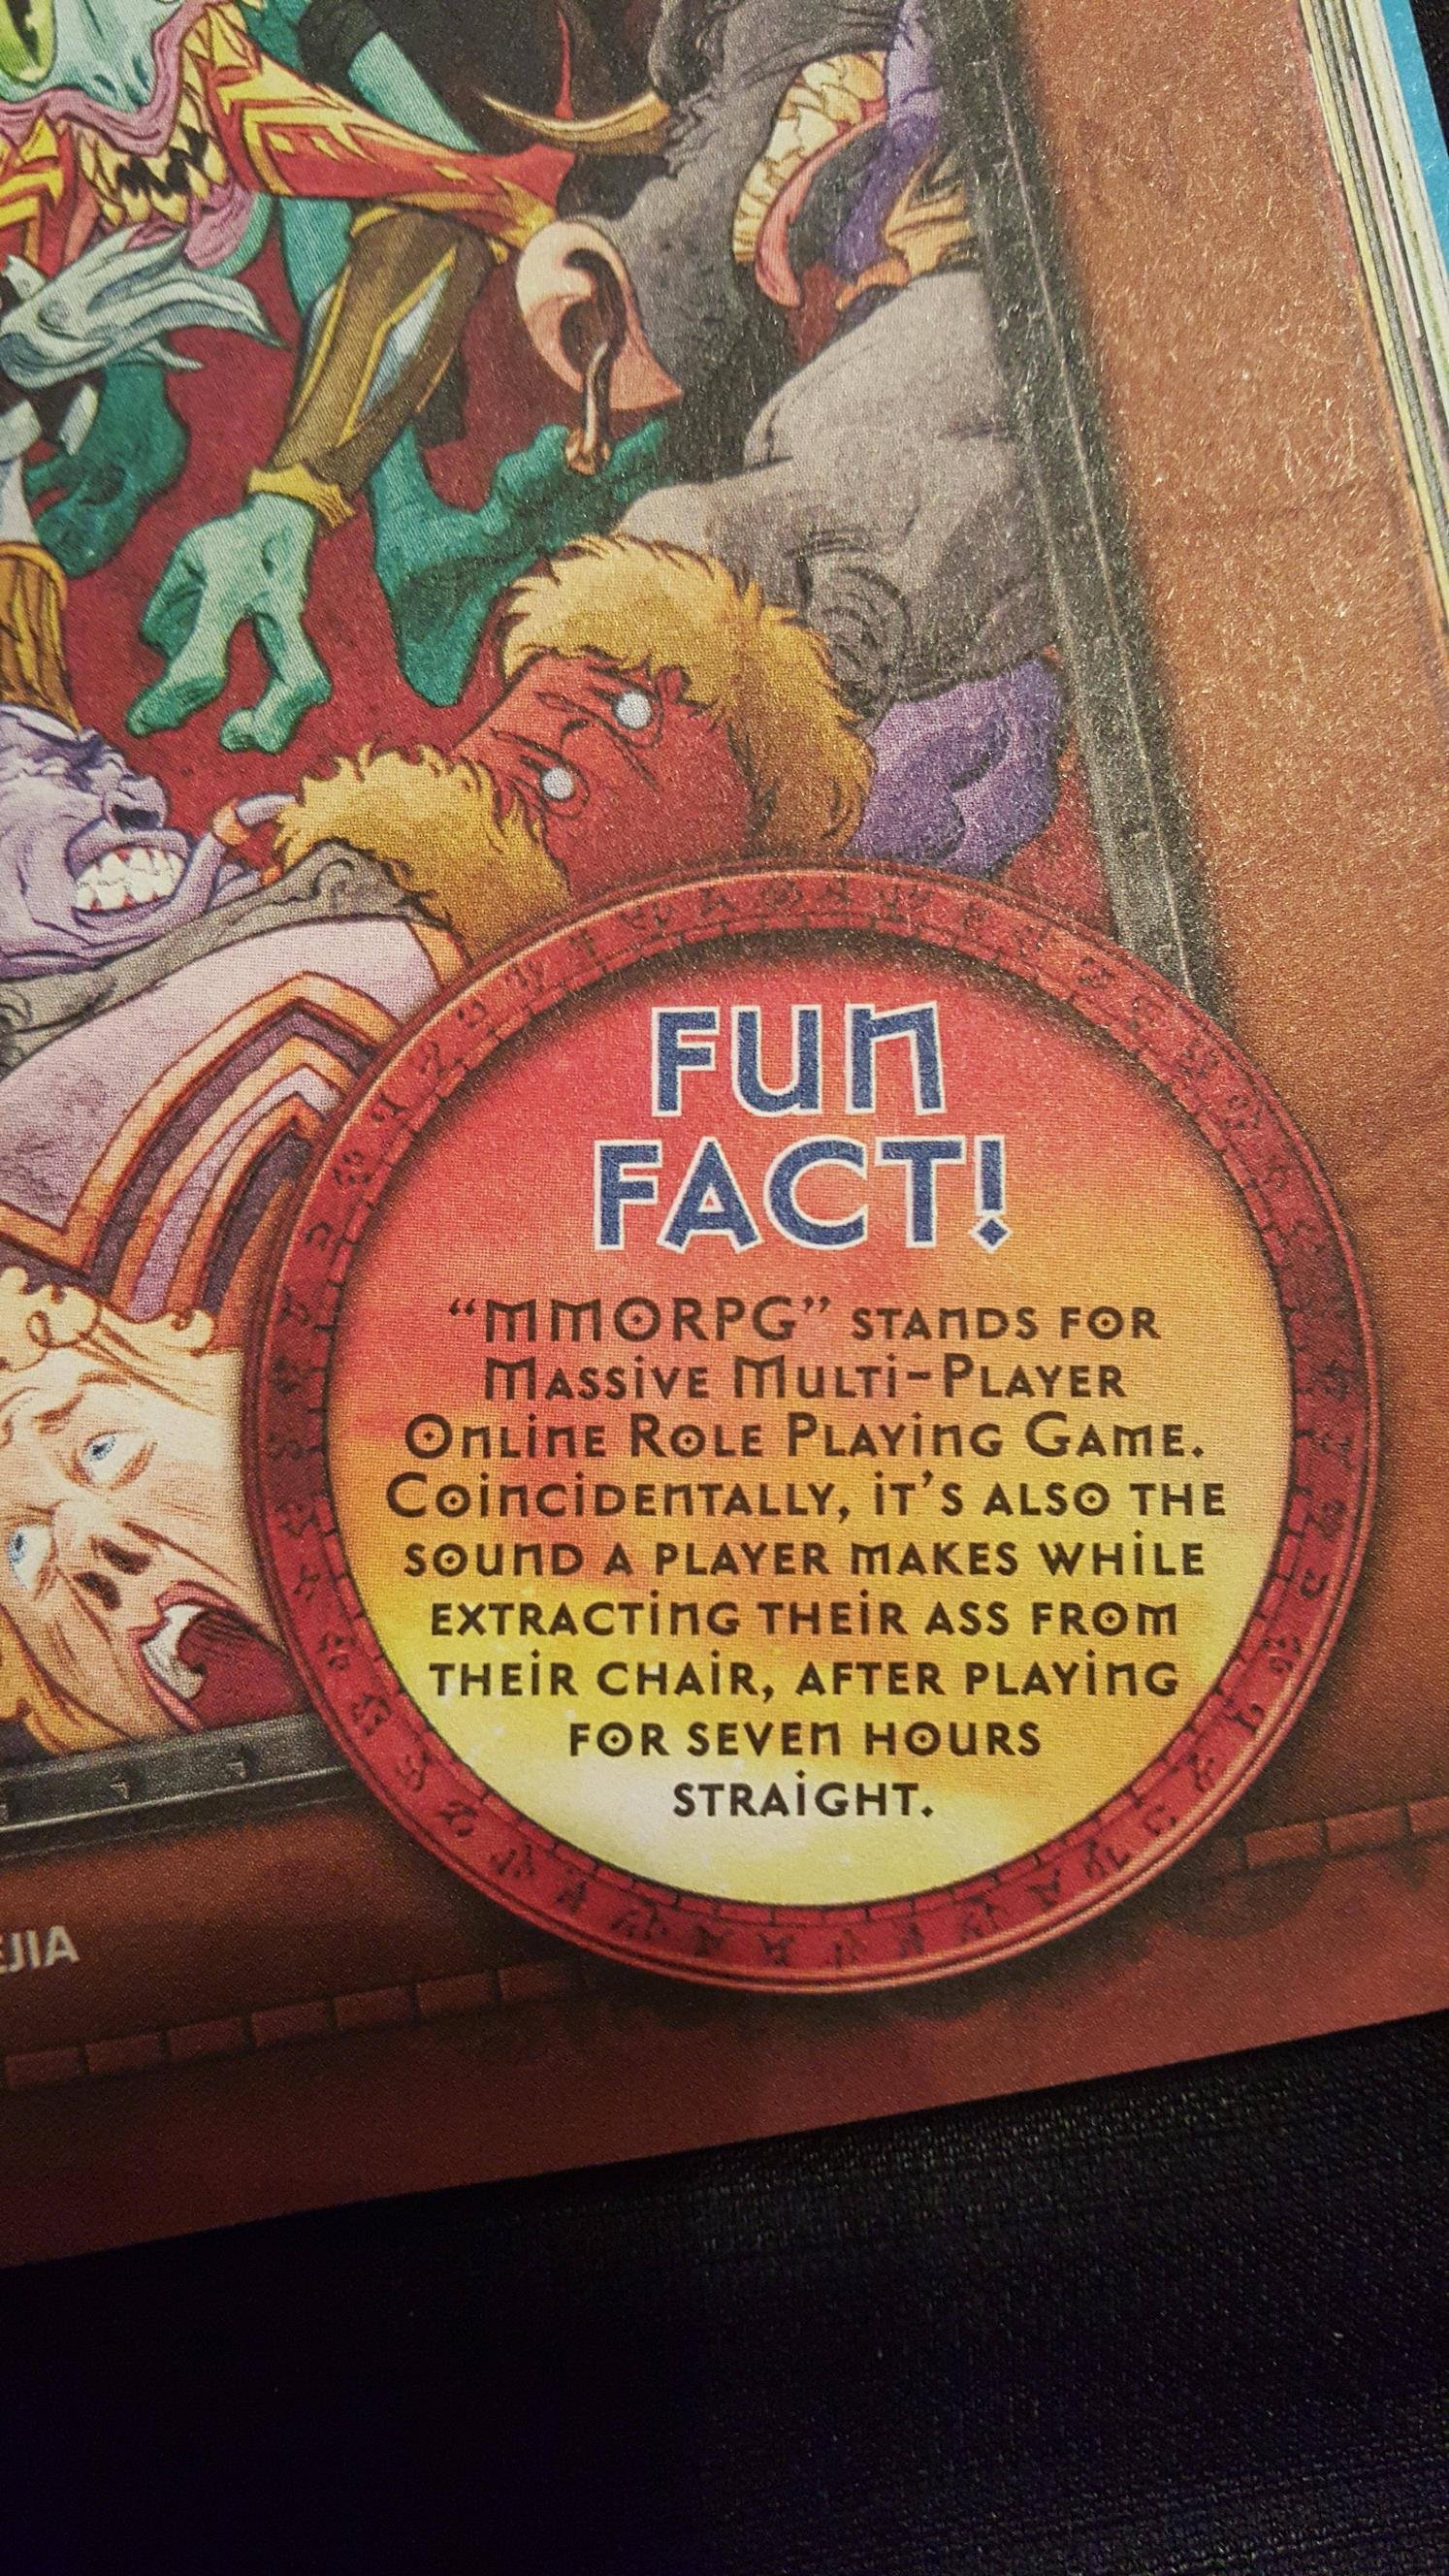 FUN
FACT!
“MMORPG” STANDS FOR
MASSIVE MULTI-PLAYER
ONLINE ROLE PLAYING GAME.
COINCIDENTALLY, IT’S ALSO THE
SOUND A PLAYER MAKES WHILE
EXTRACTING THEIR ASS FROM
THEIR CHAIR, AFTER PLAYING
FOR SEVEN HOURS
STRAIGHT.
EJIA